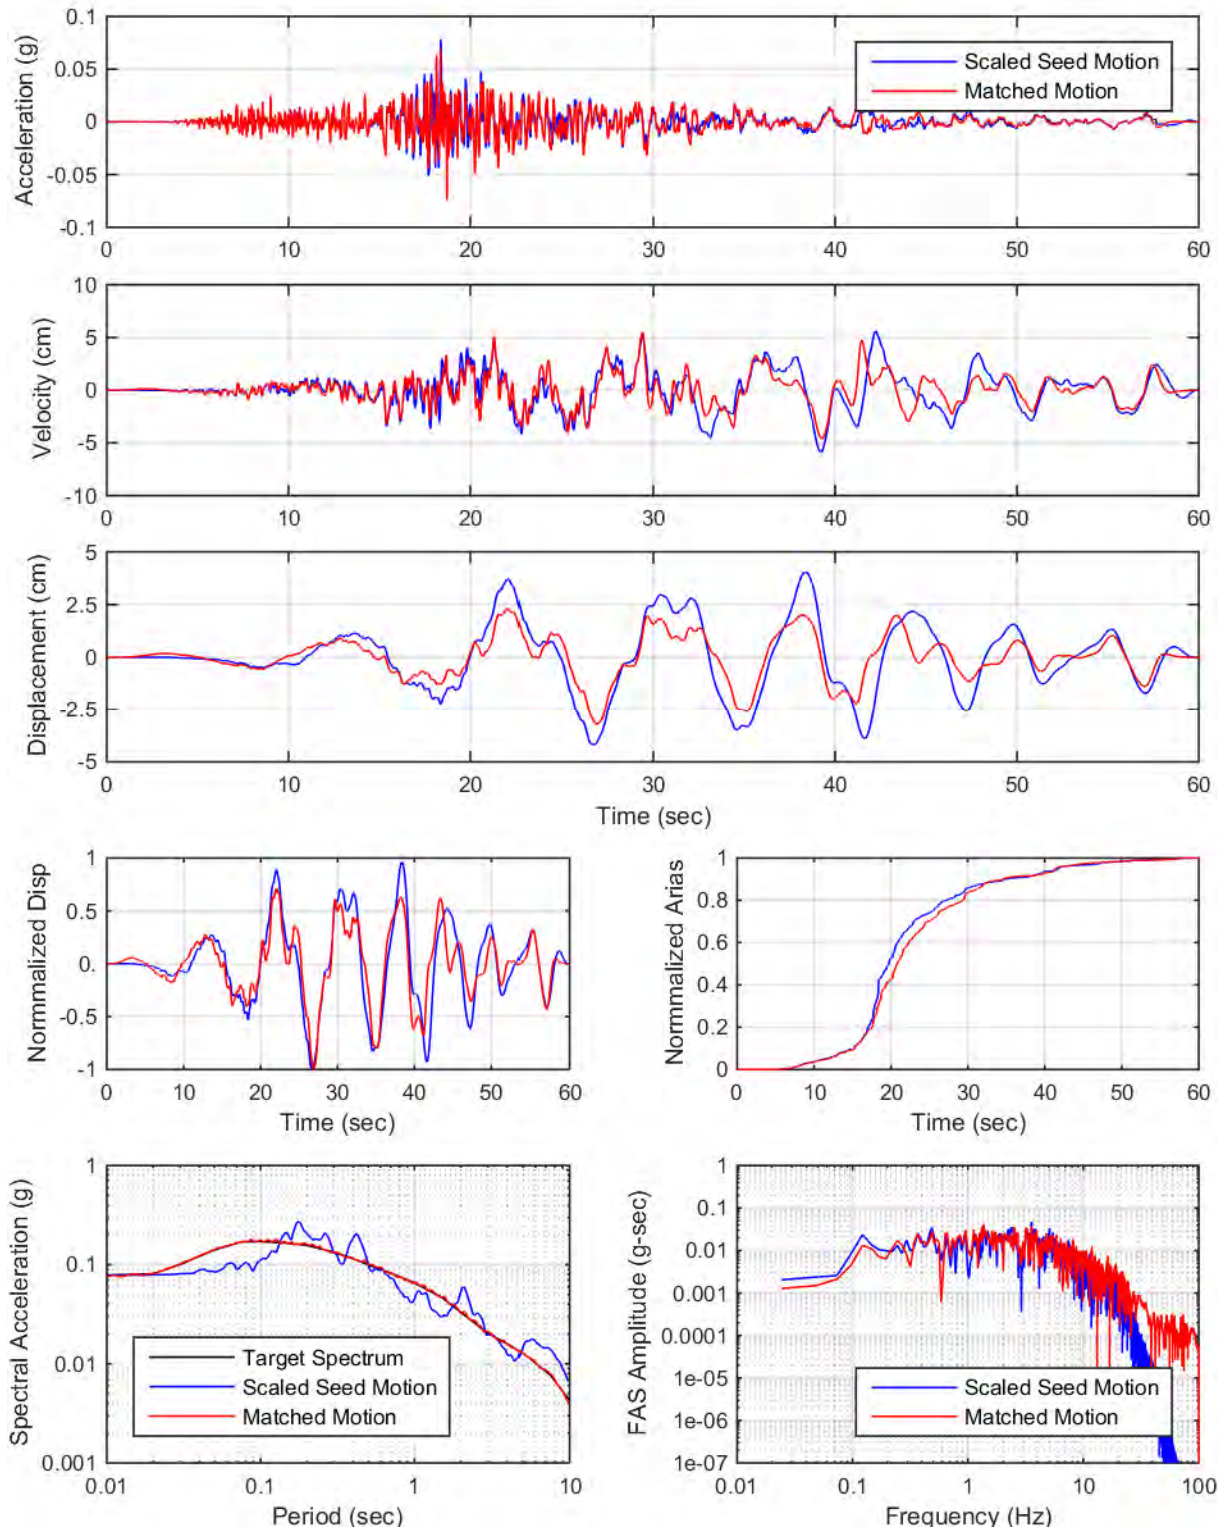 Acceleration (g)
0.1
0.05
0
-0.05
-0.1
Scaled Seed Motion
Matched Motion
0 10 20 30 40 50 60
Velocity (cm)
10
5
0
-5
-10
0 10 20 30 40 50 60
Displacement (cm)
5
2.5
0
-2.5
-5
0 10 20 30 40 50 60
Time (sec)
Normmalized Disp
1
0.5
0
-0.5
-1
0 10 20 30 40 50 60
Time (sec)
Normmalized Arias
1
0.8
0.6
0.4
0.2
0
0 10 20 30 40 50 60
Time (sec)
Spectral Acceleration (g)
1
0.1
0.01
0.001
Target Spectrum
Scaled Seed Motion
Matched Motion
0.01 0.1 1 10
Period (sec)
FAS Amplitude (g-sec)
1
0.1
0.01
0.001
0.0001
1e-05
1e-06
1e-07
Scaled Seed Motion
Matched Motion
0.01 0.1 1 10 100
Frequency (Hz)